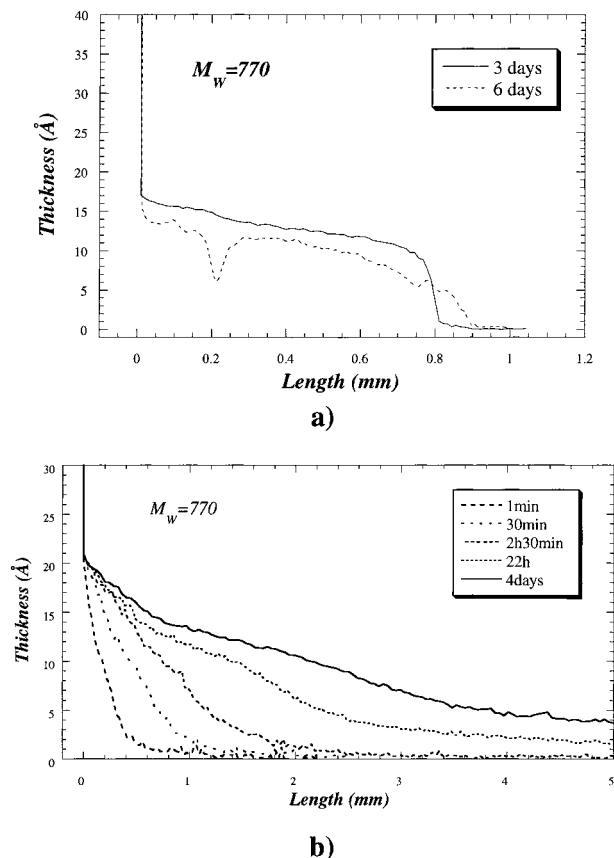 40
35
30
25
20
15
10
5
0
Thickness (Å)
M_W=770
3 days
6 days
0
0.2
0.4
0.6
0.8
1
1.2
Length (mm)
a)
30
25
20
15
10
5
0
Thickness (Å)
M_W=770
1min
30min
2h30min
22h
4days
0
1
2
3
4
5
Length (mm)
b)